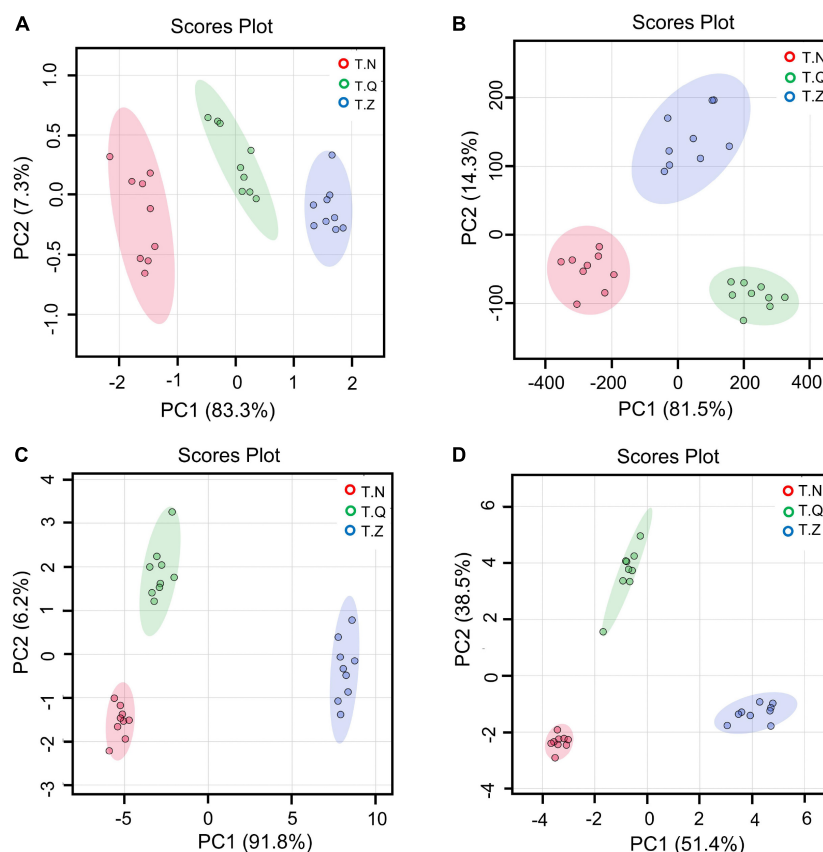 A
Scores Plot
T.N
T.Q
T.Z
1.0
0.5
0.0
-0.5
-1.0
PC2 (7.3%)
-2
-1
0
1
2
PC1 (83.3%)
B
Scores Plot
T.N
T.Q
T.Z
200
100
0
-100
PC2 (14.3%)
-400
-200
0
200
400
PC1 (81.5%)
C
Scores Plot
T.N
T.Q
T.Z
4
3
2
1
0
-1
-2
-3
PC2 (6.2%)
-5
0
5
10
PC1 (91.8%)
D
Scores Plot
T.N
T.Q
T.Z
6
4
2
0
-2
-4
PC2 (38.5%)
-4
-2
0
2
4
6
PC1 (51.4%)